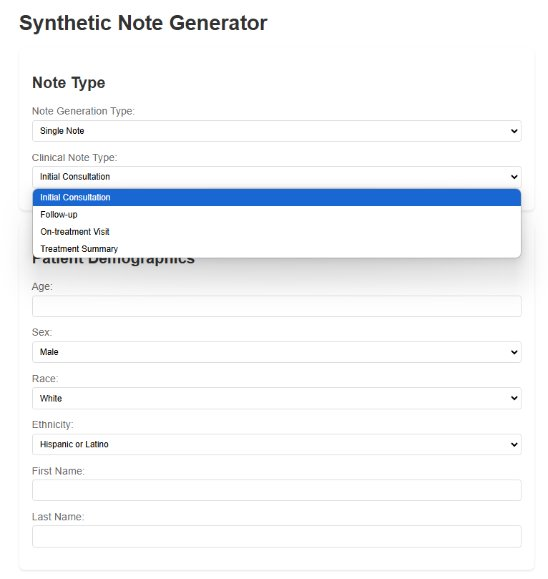 Synthetic Note Generator
Note Type
Note Generation Type:
Single Note
Clinical Note Type:
Initial Consultation
Initial Consultation
Follow-up
On-treatment Visit
Treatment Summary
Patient Demographics
Age:
Sex:
Male
Race:
White
Ethnicity:
Hispanic or Latino
First Name:
Last Name: